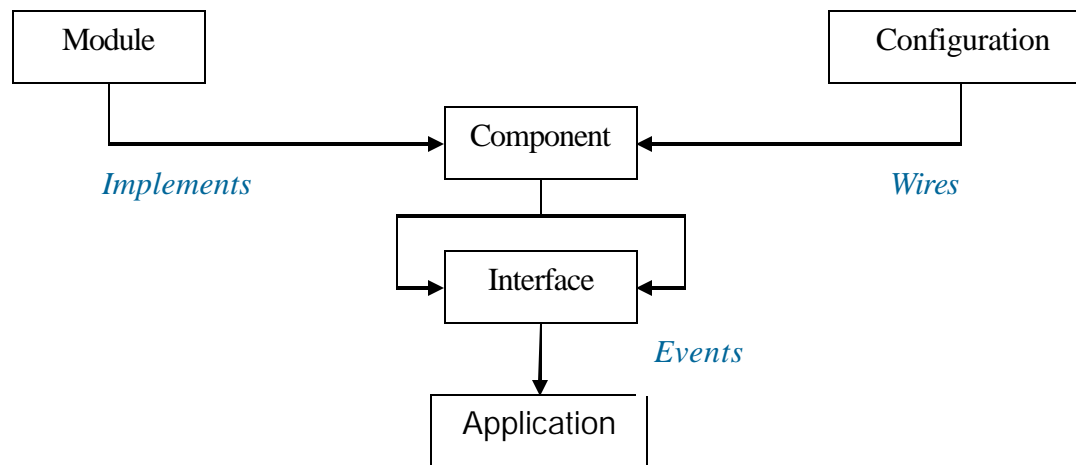 Module
Configuration
Component
Implements
Wires
Interface
Events
Application